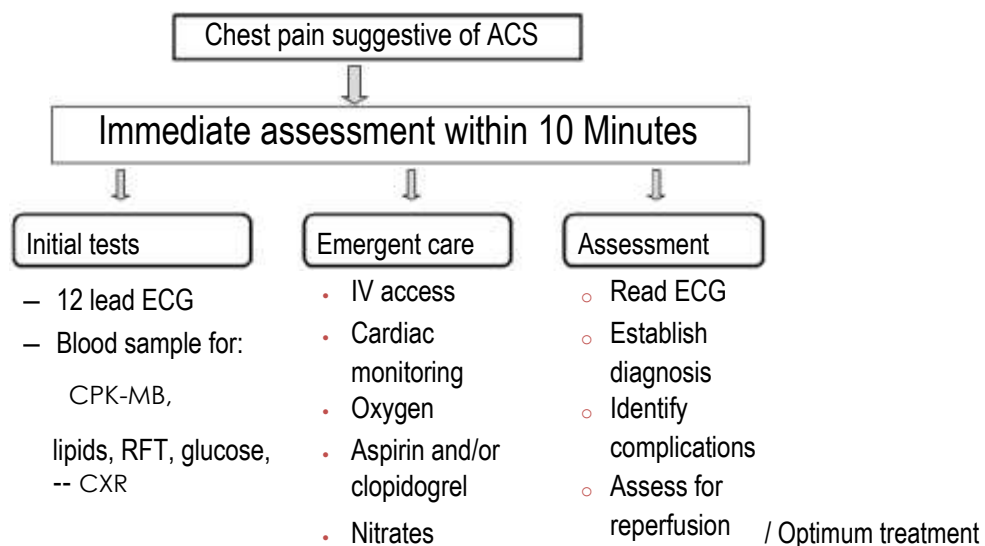 Chest pain suggestive of ACS
Immediate assessment within 10 Minutes
Initial tests
– 12 lead ECG
– Blood sample for:
CPK-MB,
lipids, RFT, glucose,
-- CXR
Emergent care
• IV access
• Cardiac
monitoring
• Oxygen
• Aspirin and/or
clopidogrel
• Nitrates
Assessment
○ Read ECG
○ Establish
diagnosis
○ Identify
complications
○ Assess for
reperfusion / Optimum treatment